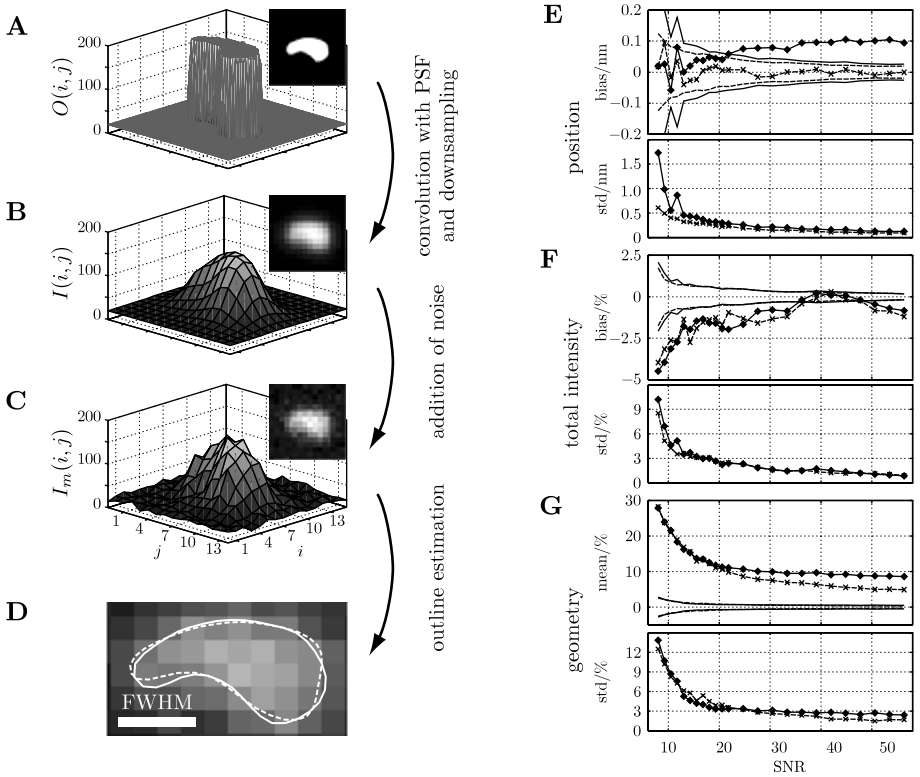 A
O(i, j)
200
150
100
50
0
convolution with PSF
and downsampling
B
I(i, j)
200
100
0
addition of noise
C
I_m(i, j)
200
100
0
1 4 7 10 13
j
1 4 7 10 13
i
outline estimation
D
FWHM
E
position
bias/nm
0.2
0.1
0
−0.1
−0.2
std/nm
1.5
1.0
0.5
0
F
total intensity
bias/%
2.5
0
−2.5
−5
std/%
9
6
3
0
G
geometry
mean/%
30
20
10
0
std/%
12
9
6
3
0
10 20 30 40 50
SNR